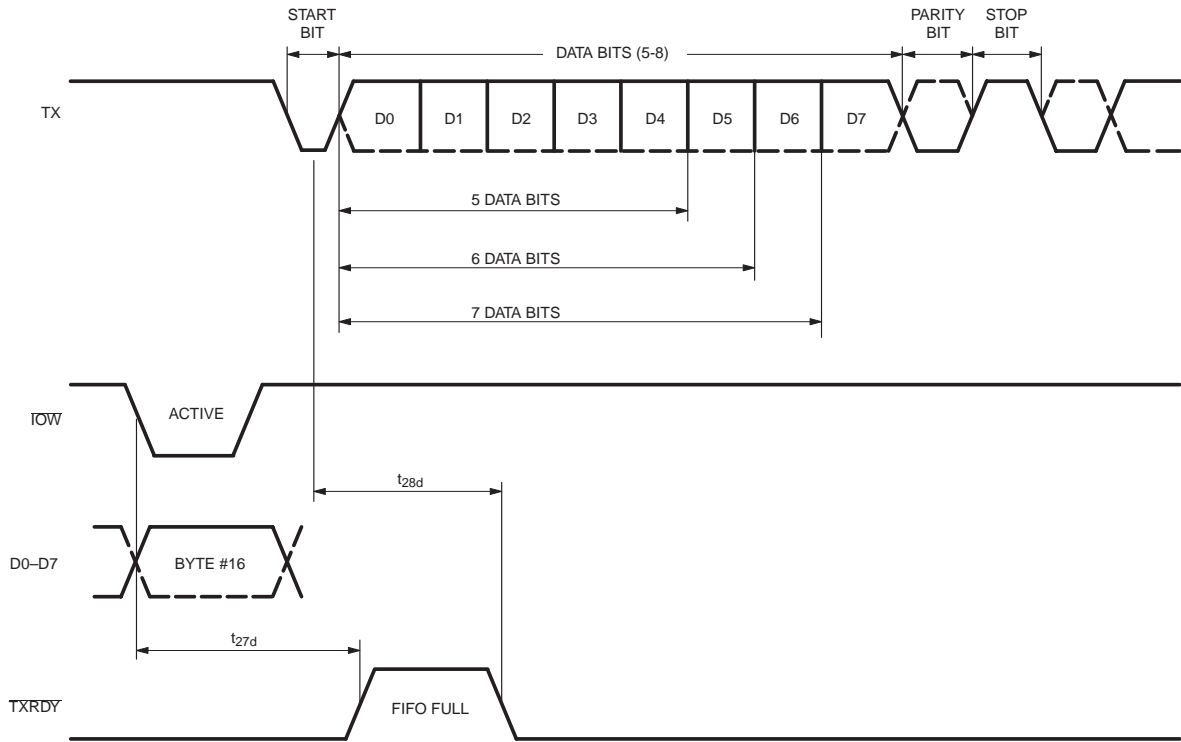 START
BIT
DATA BITS (5-8)
PARITY
BIT
STOP
BIT
TX
D0
D1
D2
D3
D4
D5
D6
D7
5 DATA BITS
6 DATA BITS
7 DATA BITS
IOW
ACTIVE
t28d
D0–D7
BYTE #16
t27d
TXRDY
FIFO FULL